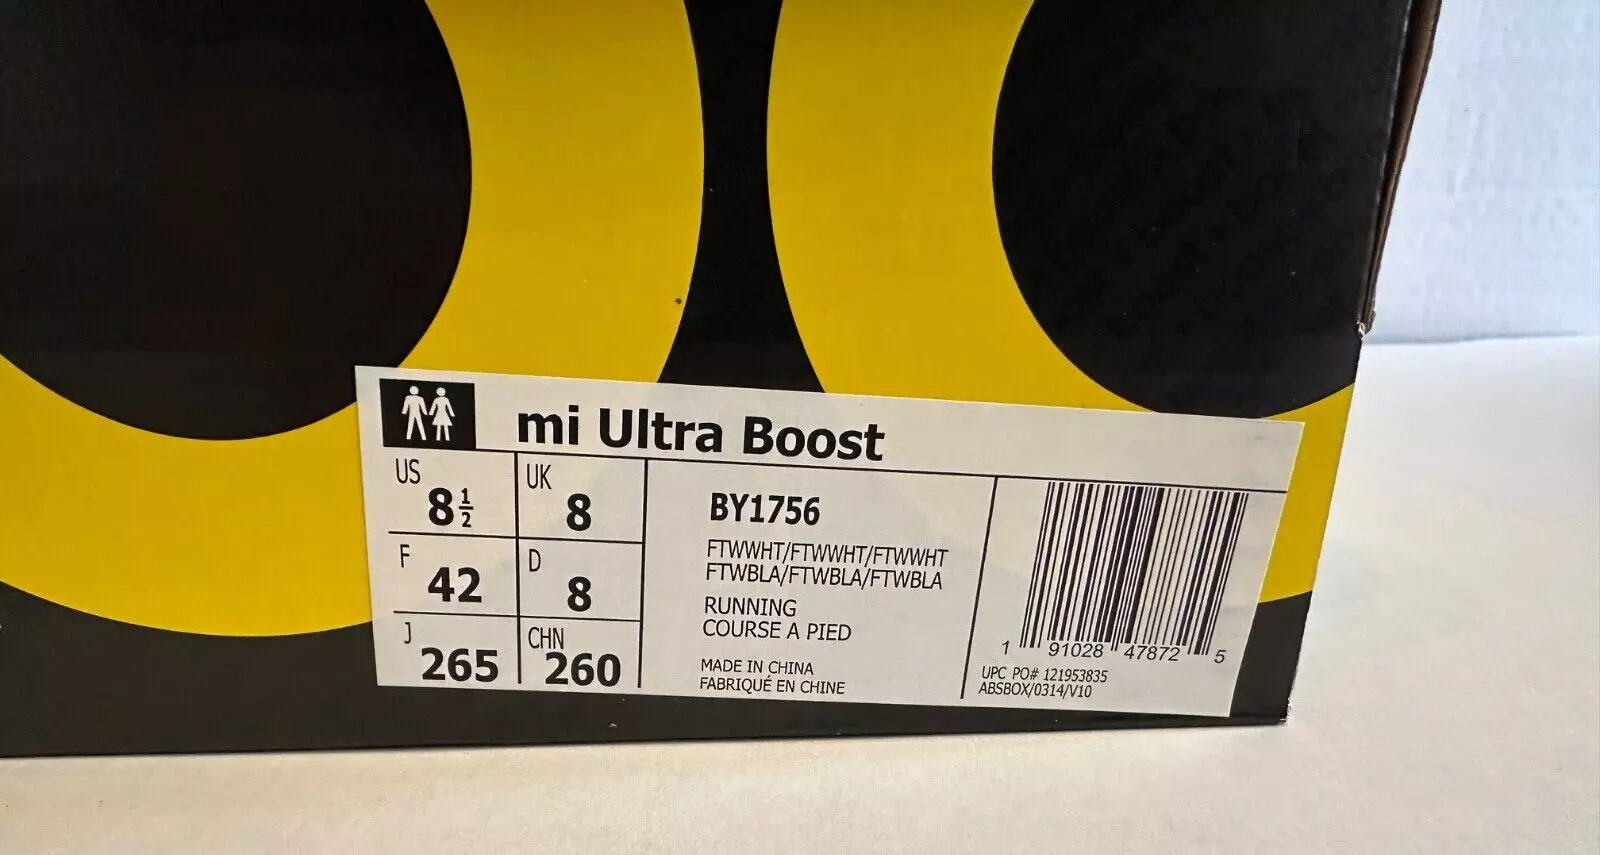 mi Ultra Boost
US 8½
UK 8
F 42
D 8
J 265
CHN 260
BY1756
FTWWHT/FTWWHT/FTWWHT
FTWBLA/FTWBLA/FTWBLA
RUNNING
COURSE A PIED
MADE IN CHINA
FABRIQUÉ EN CHINE
1 91028 47872 5
UPC PO# 121953835
ABSBOX/0314/V10